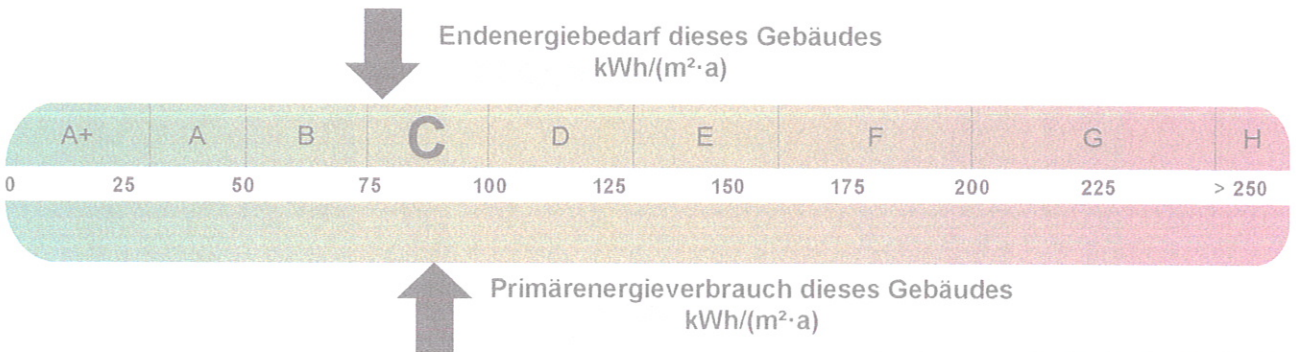 Endenergiebedarf dieses Gebäudes
kWh/(m²·a)
A+ A B C D E F G H
0 25 50 75 100 125 150 175 200 225 > 250
Primärenergieverbrauch dieses Gebäudes
kWh/(m²·a)